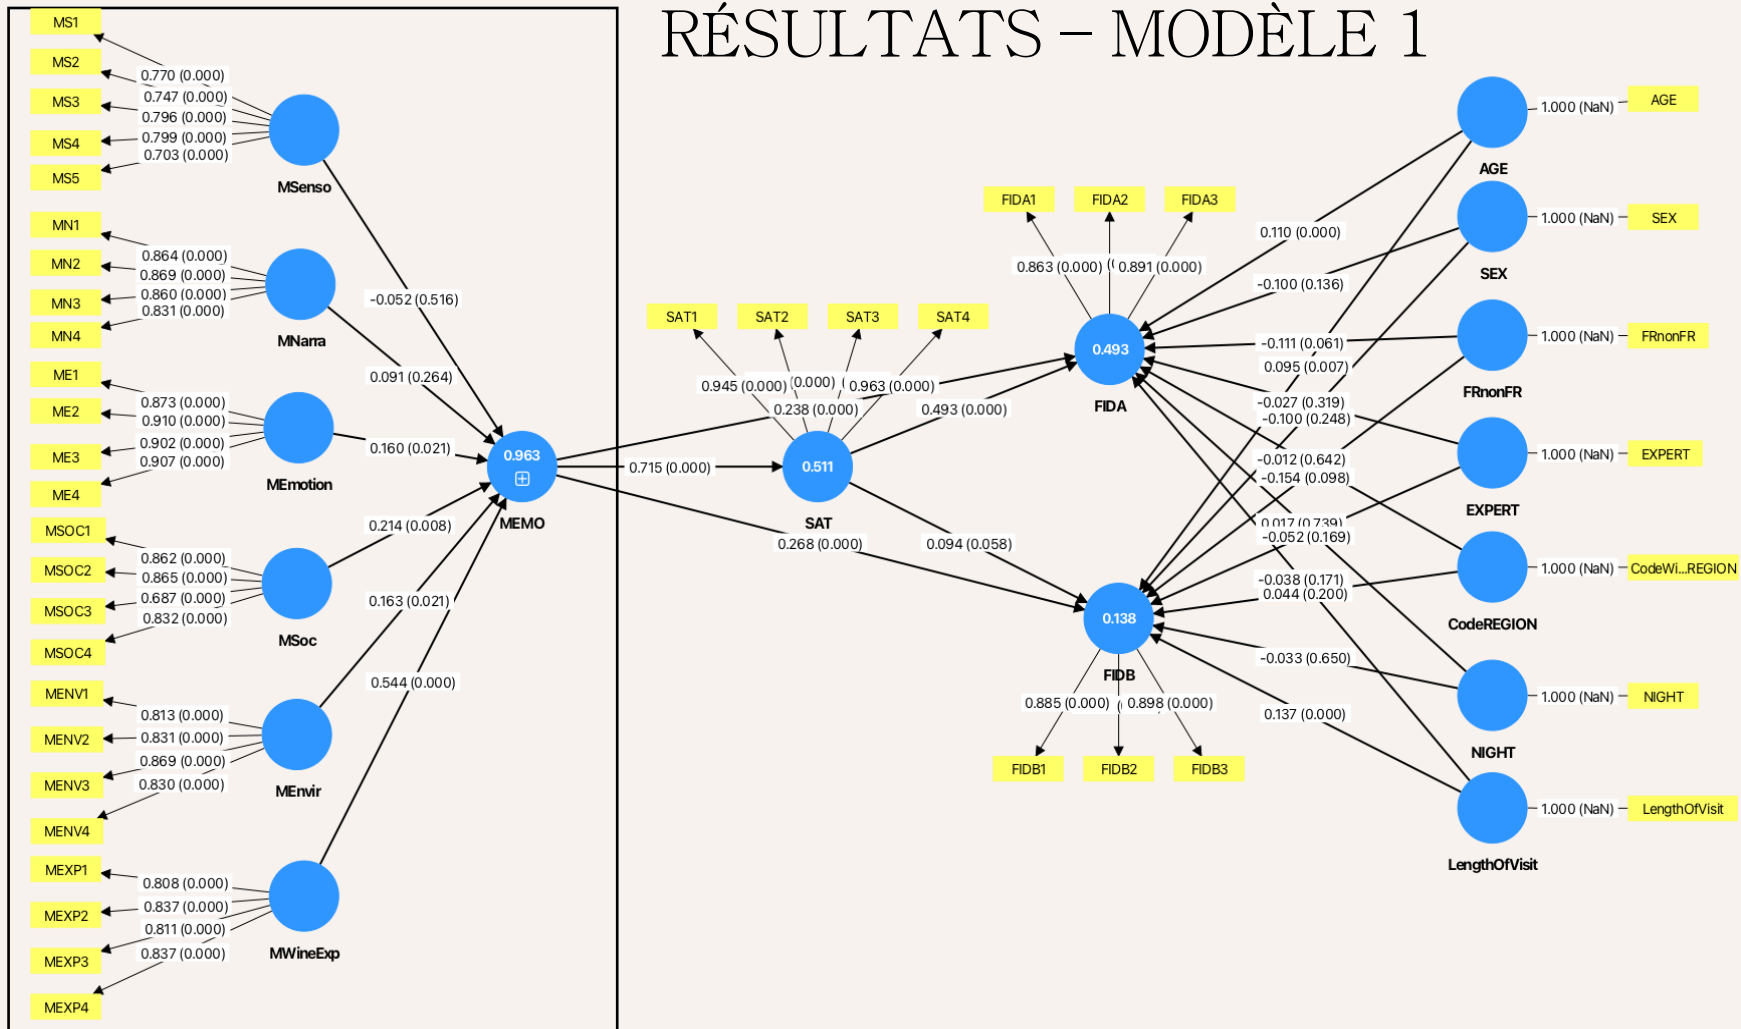 RÉSULTATS – MODÈLE 1
MS1
MS2
MS3
MS4
MS5
0.770 (0.000)
0.747 (0.000)
0.796 (0.000)
0.799 (0.000)
0.703 (0.000)
MSenso
MN1
MN2
MN3
MN4
0.864 (0.000)
0.869 (0.000)
0.860 (0.000)
0.831 (0.000)
MNarra
ME1
ME2
ME3
ME4
0.873 (0.000)
0.910 (0.000)
0.902 (0.000)
0.907 (0.000)
MEmotion
MSOC1
MSOC2
MSOC3
MSOC4
0.862 (0.000)
0.865 (0.000)
0.687 (0.000)
0.832 (0.000)
MSoc
MENV1
MENV2
MENV3
MENV4
0.813 (0.000)
0.831 (0.000)
0.869 (0.000)
0.830 (0.000)
MEnvir
MEXP1
MEXP2
MEXP3
MEXP4
0.808 (0.000)
0.837 (0.000)
0.811 (0.000)
0.837 (0.000)
MWineExp
-0.052 (0.516)
0.091 (0.264)
0.160 (0.021)
0.214 (0.008)
0.163 (0.021)
0.544 (0.000)
0.963
MEMO
SAT1
SAT2
SAT3
SAT4
0.945 (0.000)
(0.000)
0.963 (0.000)
0.238 (0.000)
0.493 (0.000)
0.715 (0.000)
0.511
SAT
0.268 (0.000)
0.094 (0.058)
FIDA1
FIDA2
FIDA3
0.863 (0.000)
0.891 (0.000)
0.493
FIDA
0.138
FIDB
0.885 (0.000)
0.898 (0.000)
FIDB1
FIDB2
FIDB3
0.110 (0.000)
-0.100 (0.136)
-0.111 (0.061)
0.095 (0.007)
-0.027 (0.319)
-0.100 (0.248)
-0.012 (0.642)
-0.154 (0.098)
0.017 (0.739)
-0.052 (0.169)
-0.038 (0.171)
0.044 (0.200)
-0.033 (0.650)
0.137 (0.000)
AGE
1.000 (NaN)
AGE
SEX
1.000 (NaN)
SEX
FRnonFR
1.000 (NaN)
FRnonFR
EXPERT
1.000 (NaN)
EXPERT
CodeREGION
1.000 (NaN)
CodeWi...REGION
NIGHT
1.000 (NaN)
NIGHT
LengthOfVisit
1.000 (NaN)
LengthOfVisit